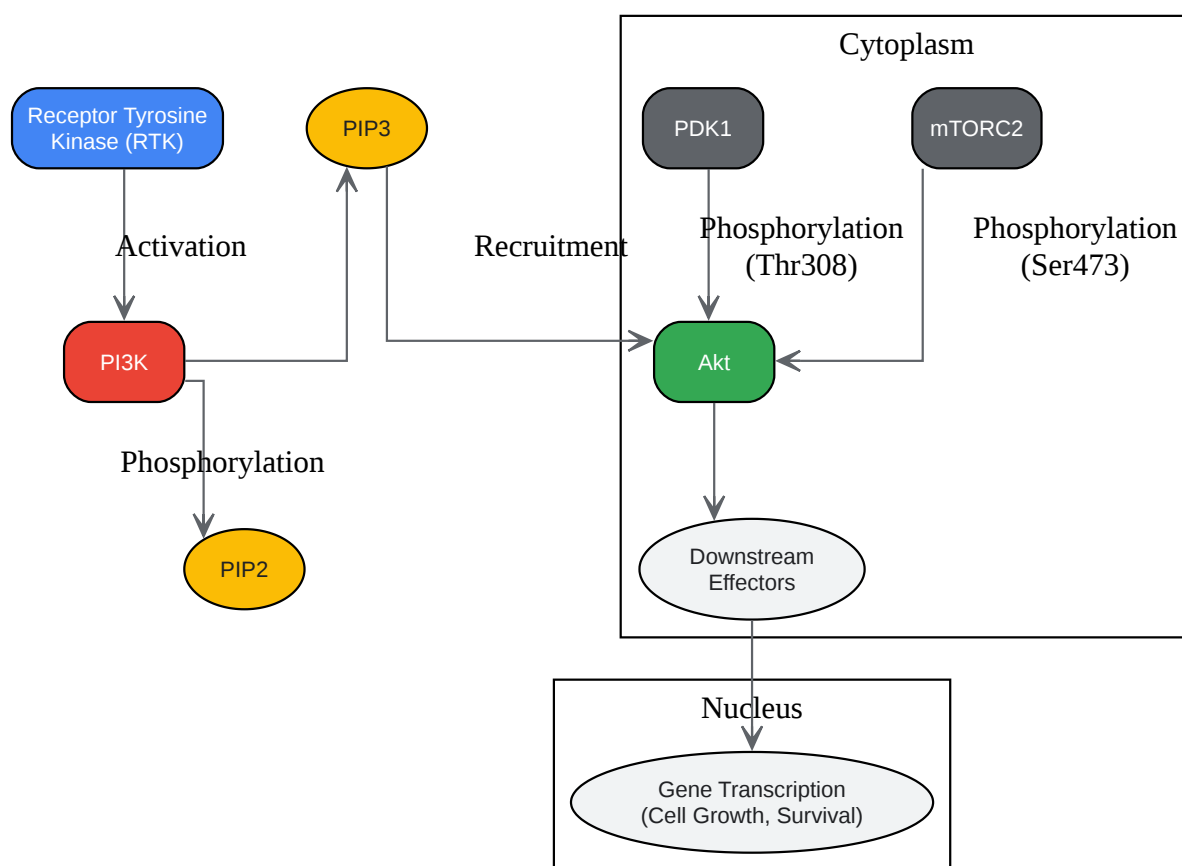 Cytoplasm
Receptor Tyrosine
Kinase (RTK)
PIP3
PDK1
mTORC2
Activation
Recruitment
Phosphorylation
(Thr308)
Phosphorylation
(Ser473)
PI3K
Akt
Phosphorylation
PIP2
Downstream
Effectors
Nucleus
Gene Transcription
(Cell Growth, Survival)